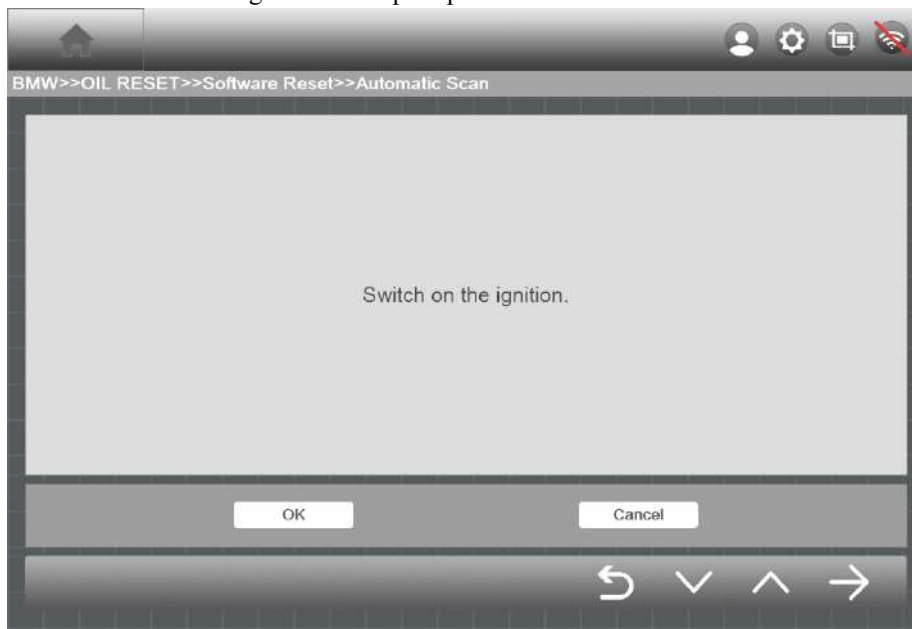 BMW>>OIL RESET>>Software Reset>>Automatic Scan
Switch on the ignition.
OK
Cancel